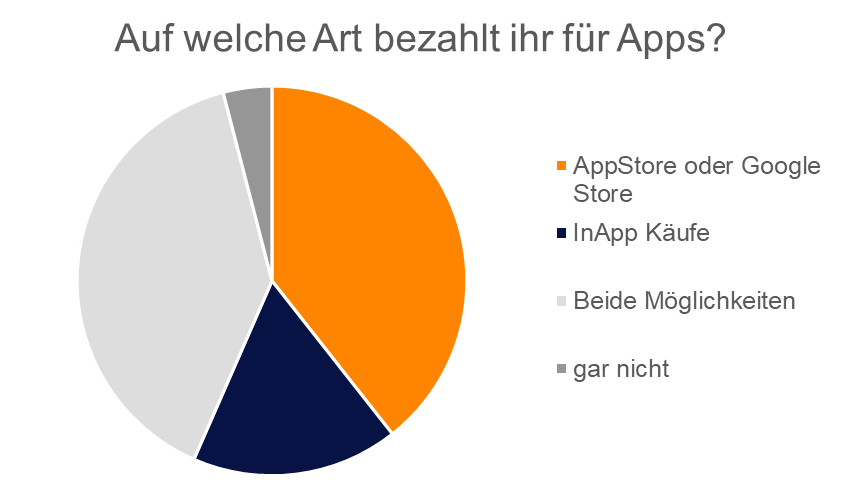 Auf welche Art bezahlt ihr für Apps?
AppStore oder Google
Store
InApp Käufe
Beide Möglichkeiten
gar nicht